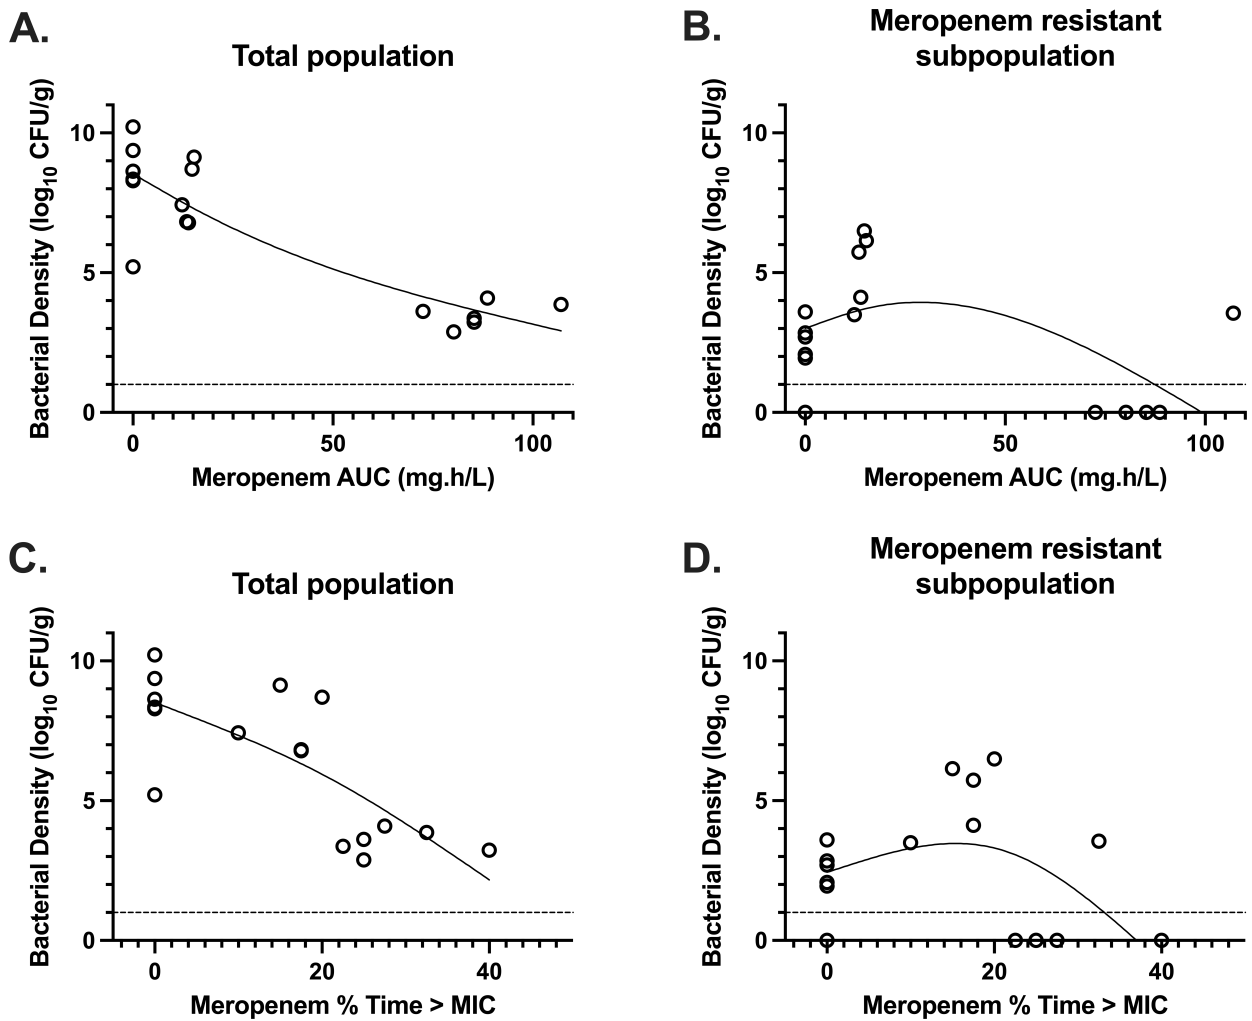 A.
Total population
Bacterial Density (log10 CFU/g)
10
5
0
0 50 100
Meropenem AUC (mg.h/L)
B.
Meropenem resistant
subpopulation
Bacterial Density (log10 CFU/g)
10
5
0
0 50 100
Meropenem AUC (mg.h/L)
C.
Total population
Bacterial Density (log10 CFU/g)
10
5
0
0 20 40
Meropenem % Time > MIC
D.
Meropenem resistant
subpopulation
Bacterial Density (log10 CFU/g)
10
5
0
0 20 40
Meropenem % Time > MIC